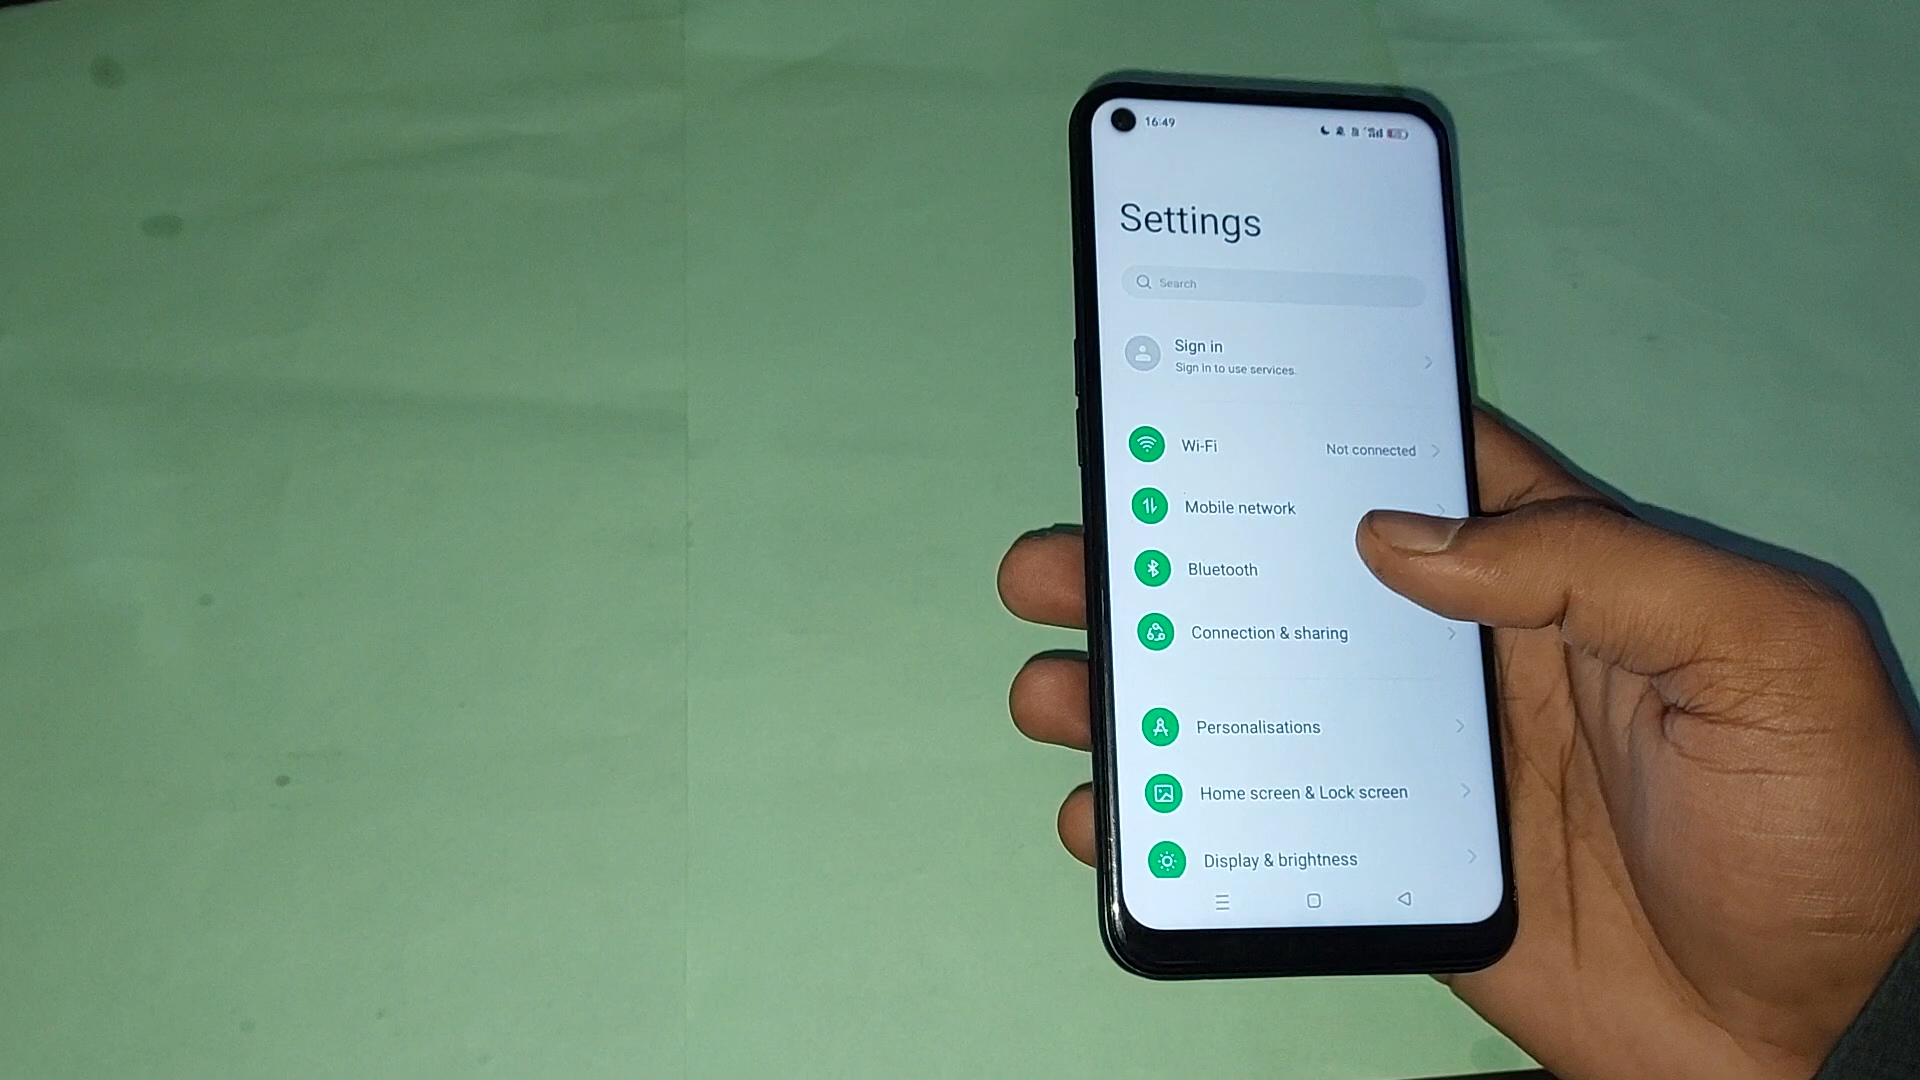 16:49
Settings
Search
Sign in
Sign in to use services.
Wi-Fi Not connected
Mobile network
Bluetooth
Connection & sharing
Personalisations
Home screen & Lock screen
Display & brightness